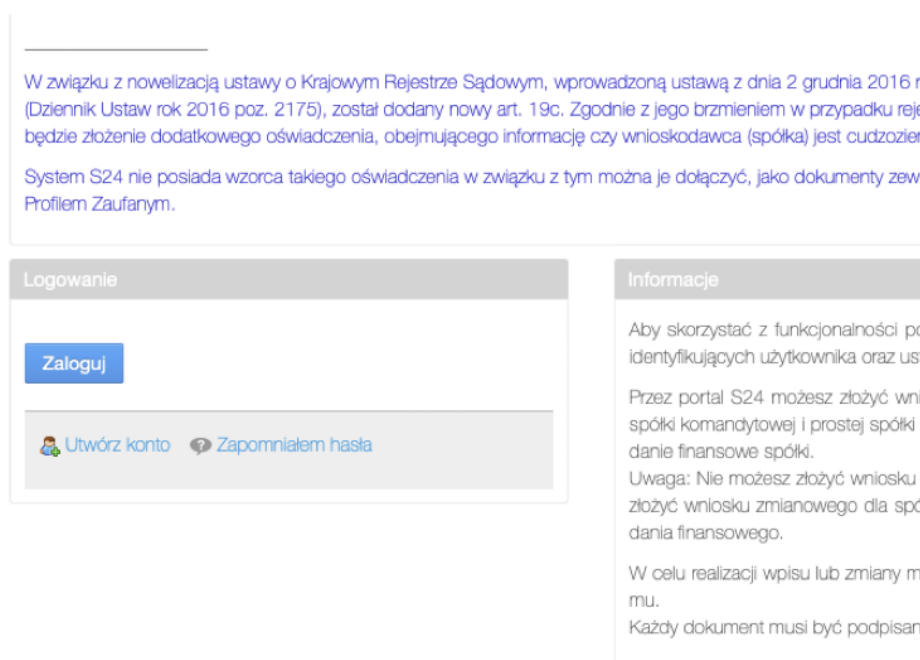 W związku z nowelizacją ustawy o Krajowym Rejestrze Sądowym, wprowadzoną ustawą z dnia 2 grudnia 2016
(Dziennik Ustaw rok 2016 poz. 2175), został dodany nowy art. 19c. Zgodnie z jego brzmieniem w przypadku
będzie złożenie dodatkowego oświadczenia, obejmującego informację czy wnioskodawca (spółka) jest
System S24 nie posiada wzorca takiego oświadczenia w związku z tym można je dołączyć, jako dokumenty
Profilem Zaufanym.
Logowanie
Zaloguj
Utwórz konto Zapomniałem hasła
Informacje
Aby skorzystać z funkcjonalności
identyfikujących użytkownika oraz
Przez portal S24 możesz złożyć
spółki komandytowej i prostej spółki
danie finansowe spółki.
Uwaga: Nie możesz złożyć wniosku
złożyć wniosku zmianowego dla
dania finansowego.
W celu realizacji wpisu lub zmiany
mu.
Każdy dokument musi być